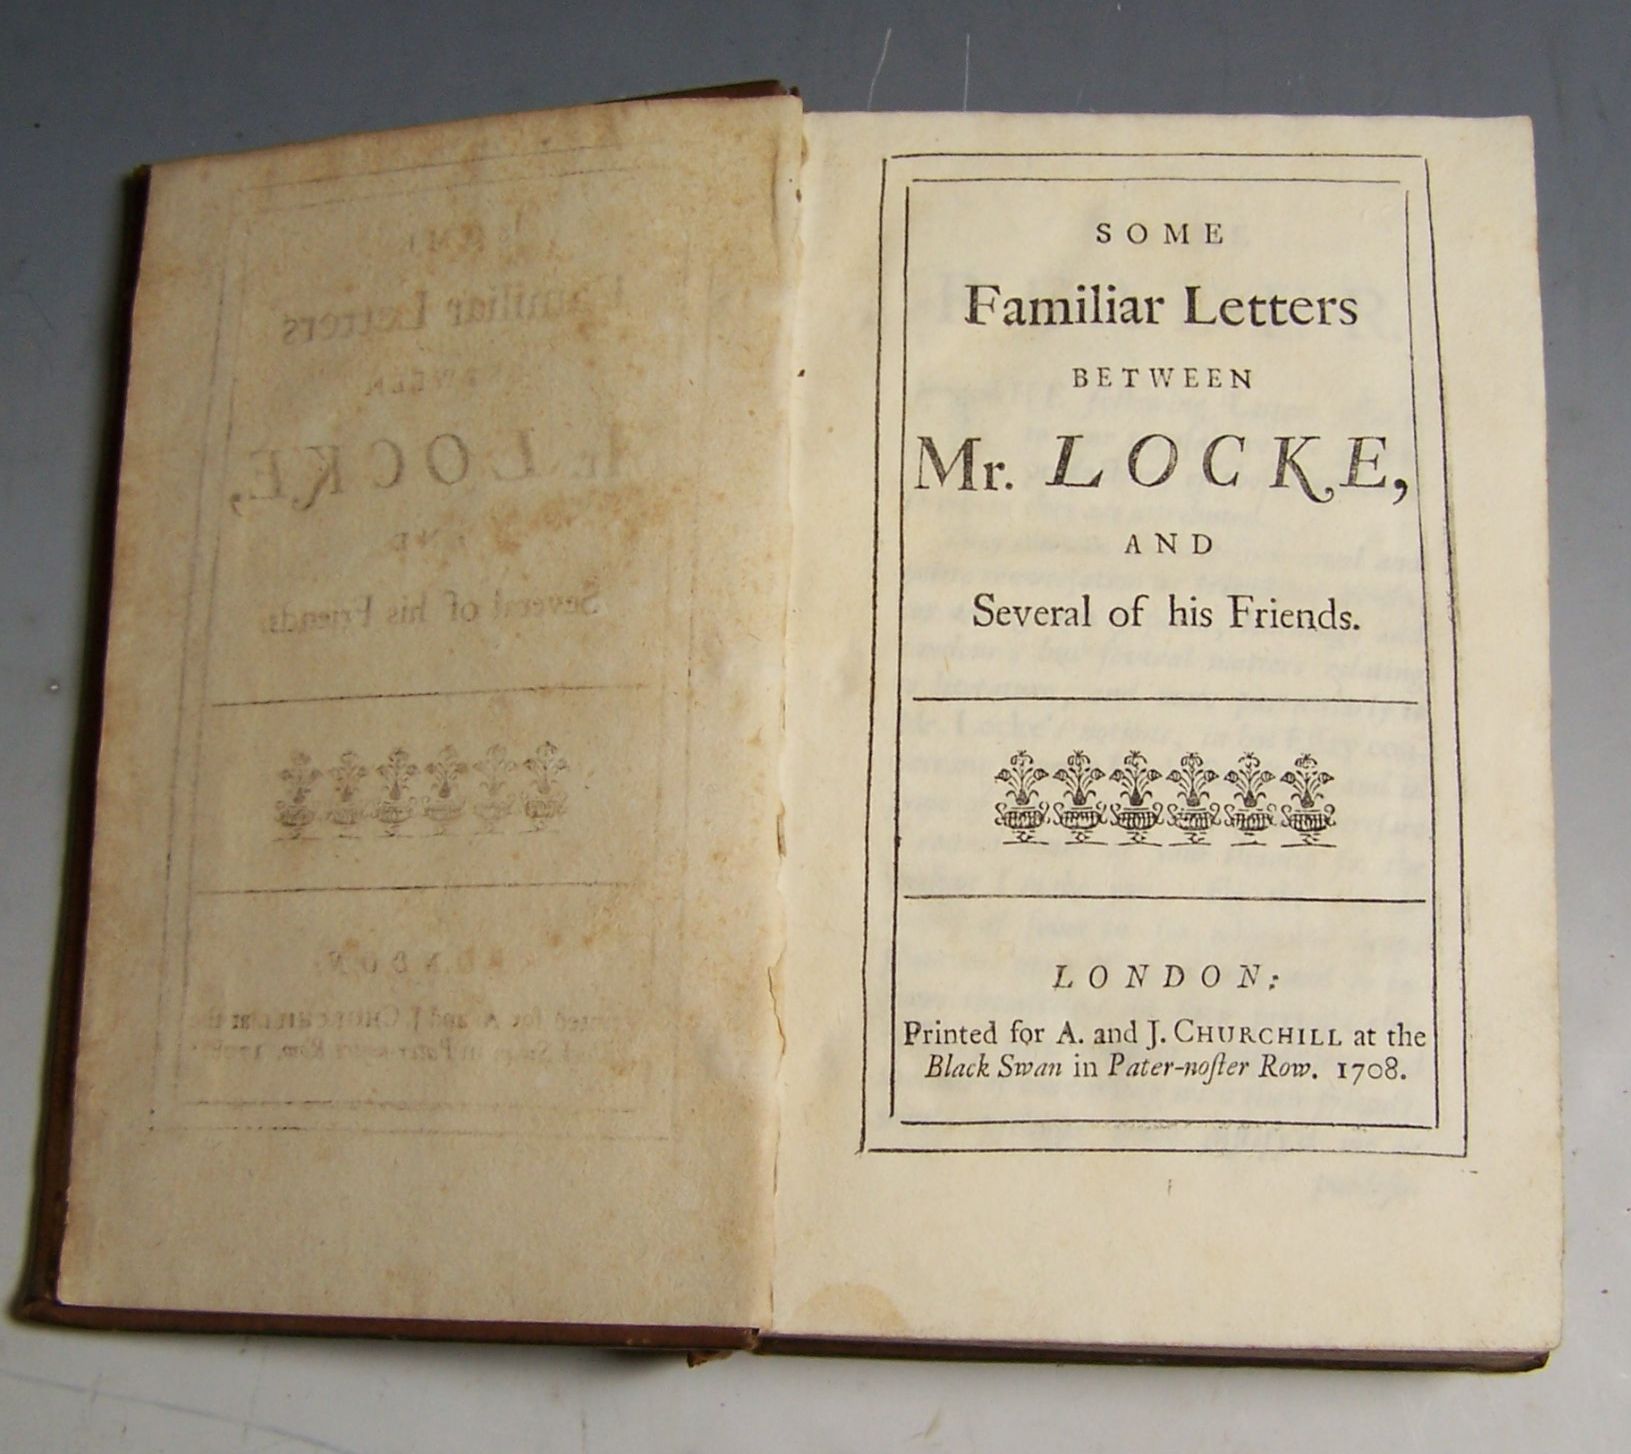 SOME
Familiar Letters
BETWEEN
Mr. LOCKE,
AND
Several of his Friends.
LONDON:
Printed for A. and J. CHURCHILL at the
Black Swan in Pater-noſter Row. 1708.